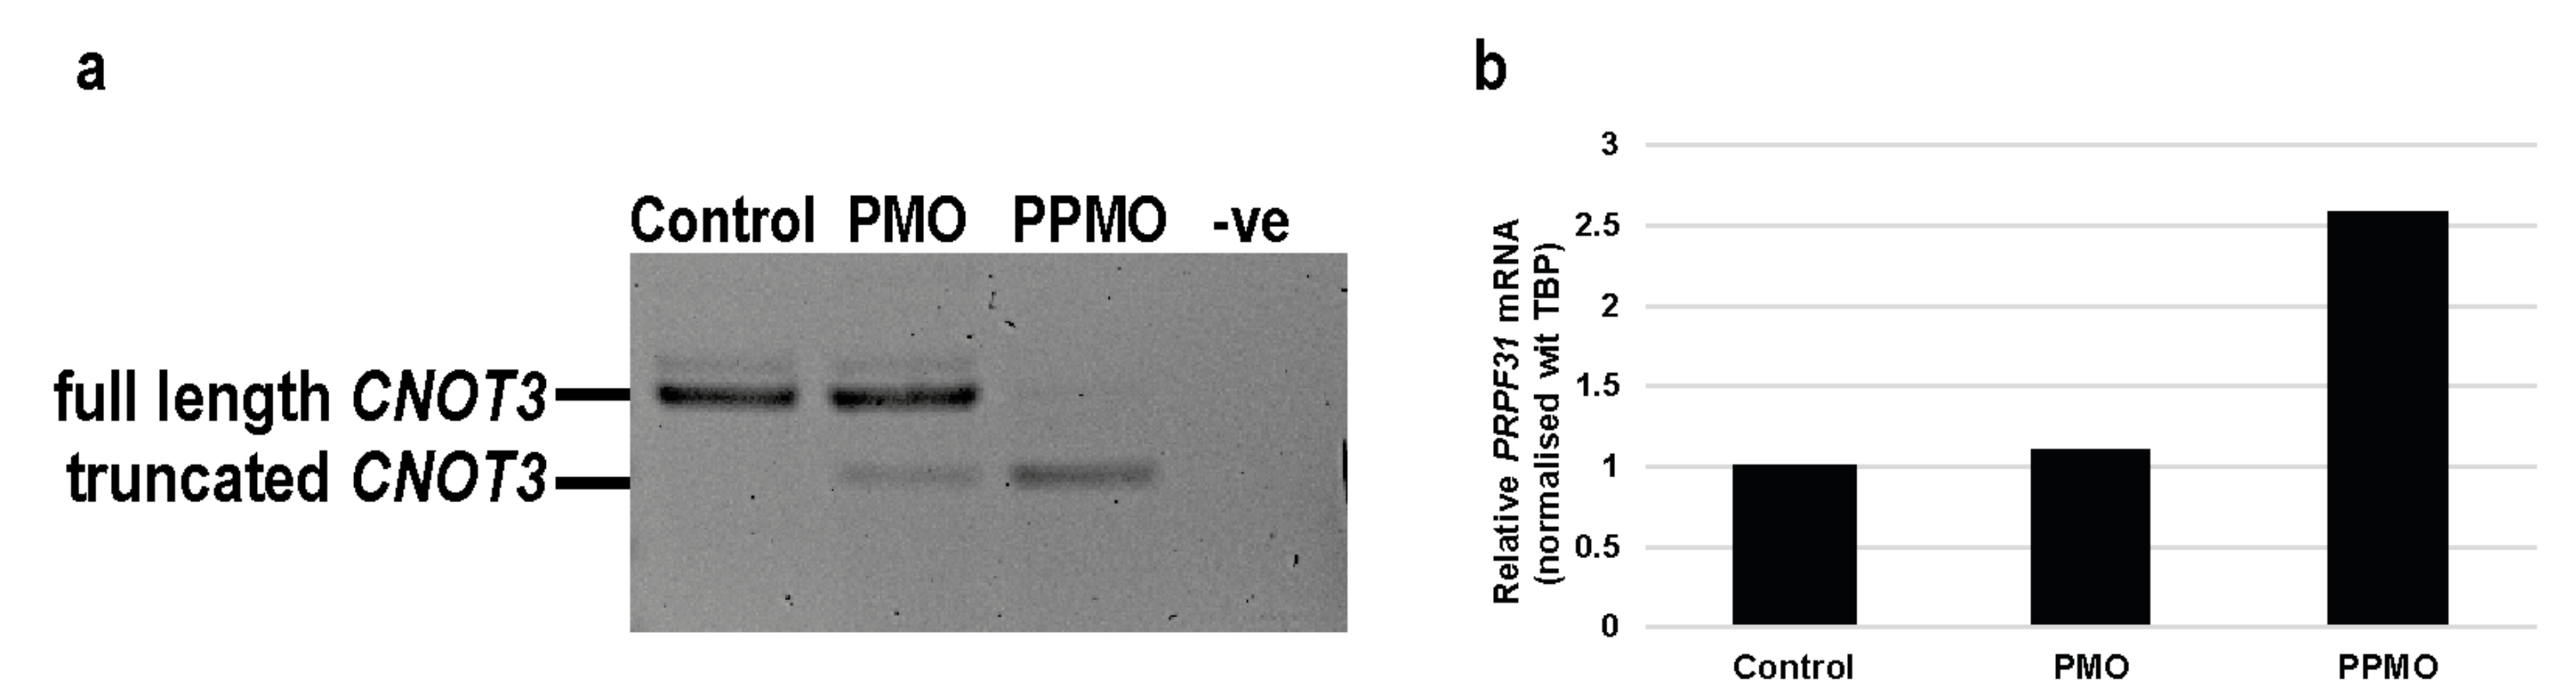 a
Control PMO PPMO -ve
full length CNOT3
truncated CNOT3
b
Relative PRPF31 mRNA
(normalised wit TBP)
3
2.5
2
1.5
1
0.5
0
Control PMO PPMO